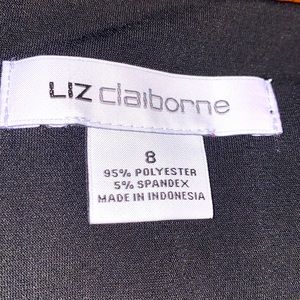 LIZ claiborne
8
95% POLYESTER
5% SPANDEX
MADE IN INDONESIA